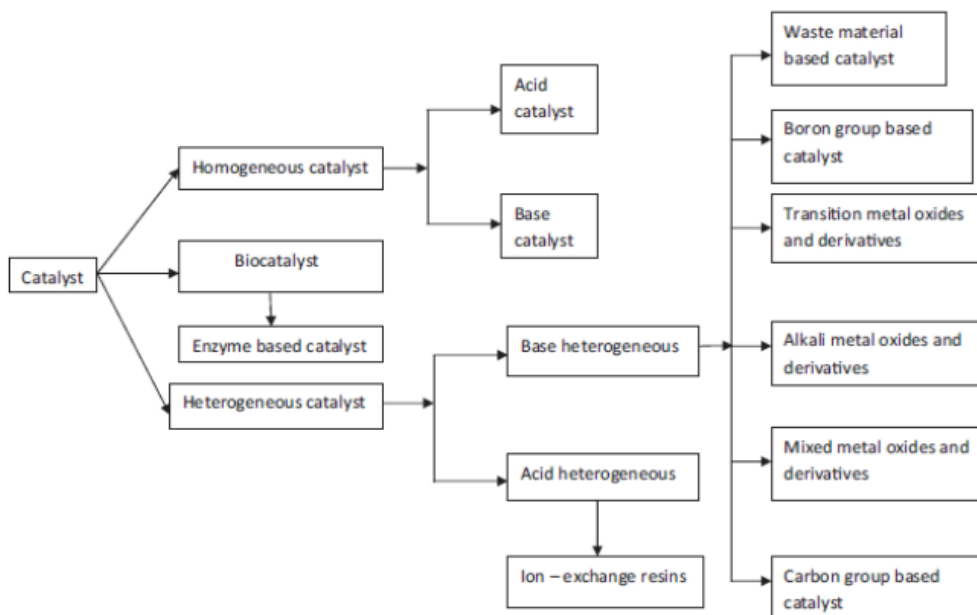 Waste material
based catalyst
Acid
catalyst
Boron group based
catalyst
Homogeneous catalyst
Base
catalyst
Transition metal oxides
and derivatives
Biocatalyst
Catalyst
Enzyme based catalyst
Base heterogeneous
Alkali metal oxides and
derivatives
Heterogeneous catalyst
Mixed metal oxides and
derivatives
Acid heterogeneous
Ion – exchange resins
Carbon group based
catalyst